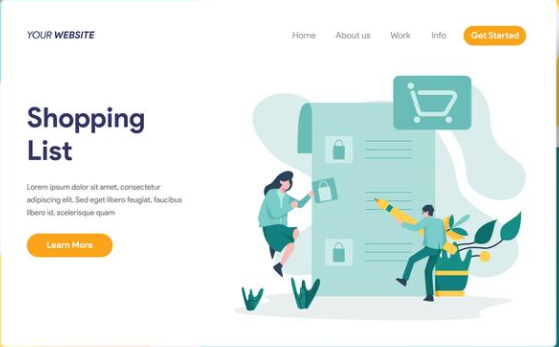 YOUR WEBSITE
Home About us Work Info Get Started
Shopping
List
Lorem ipsum dolor sit amet, consectetur
adipiscing elit. Sed eget libero feugiat, faucibus
libero id, scelerisque quam
Learn More